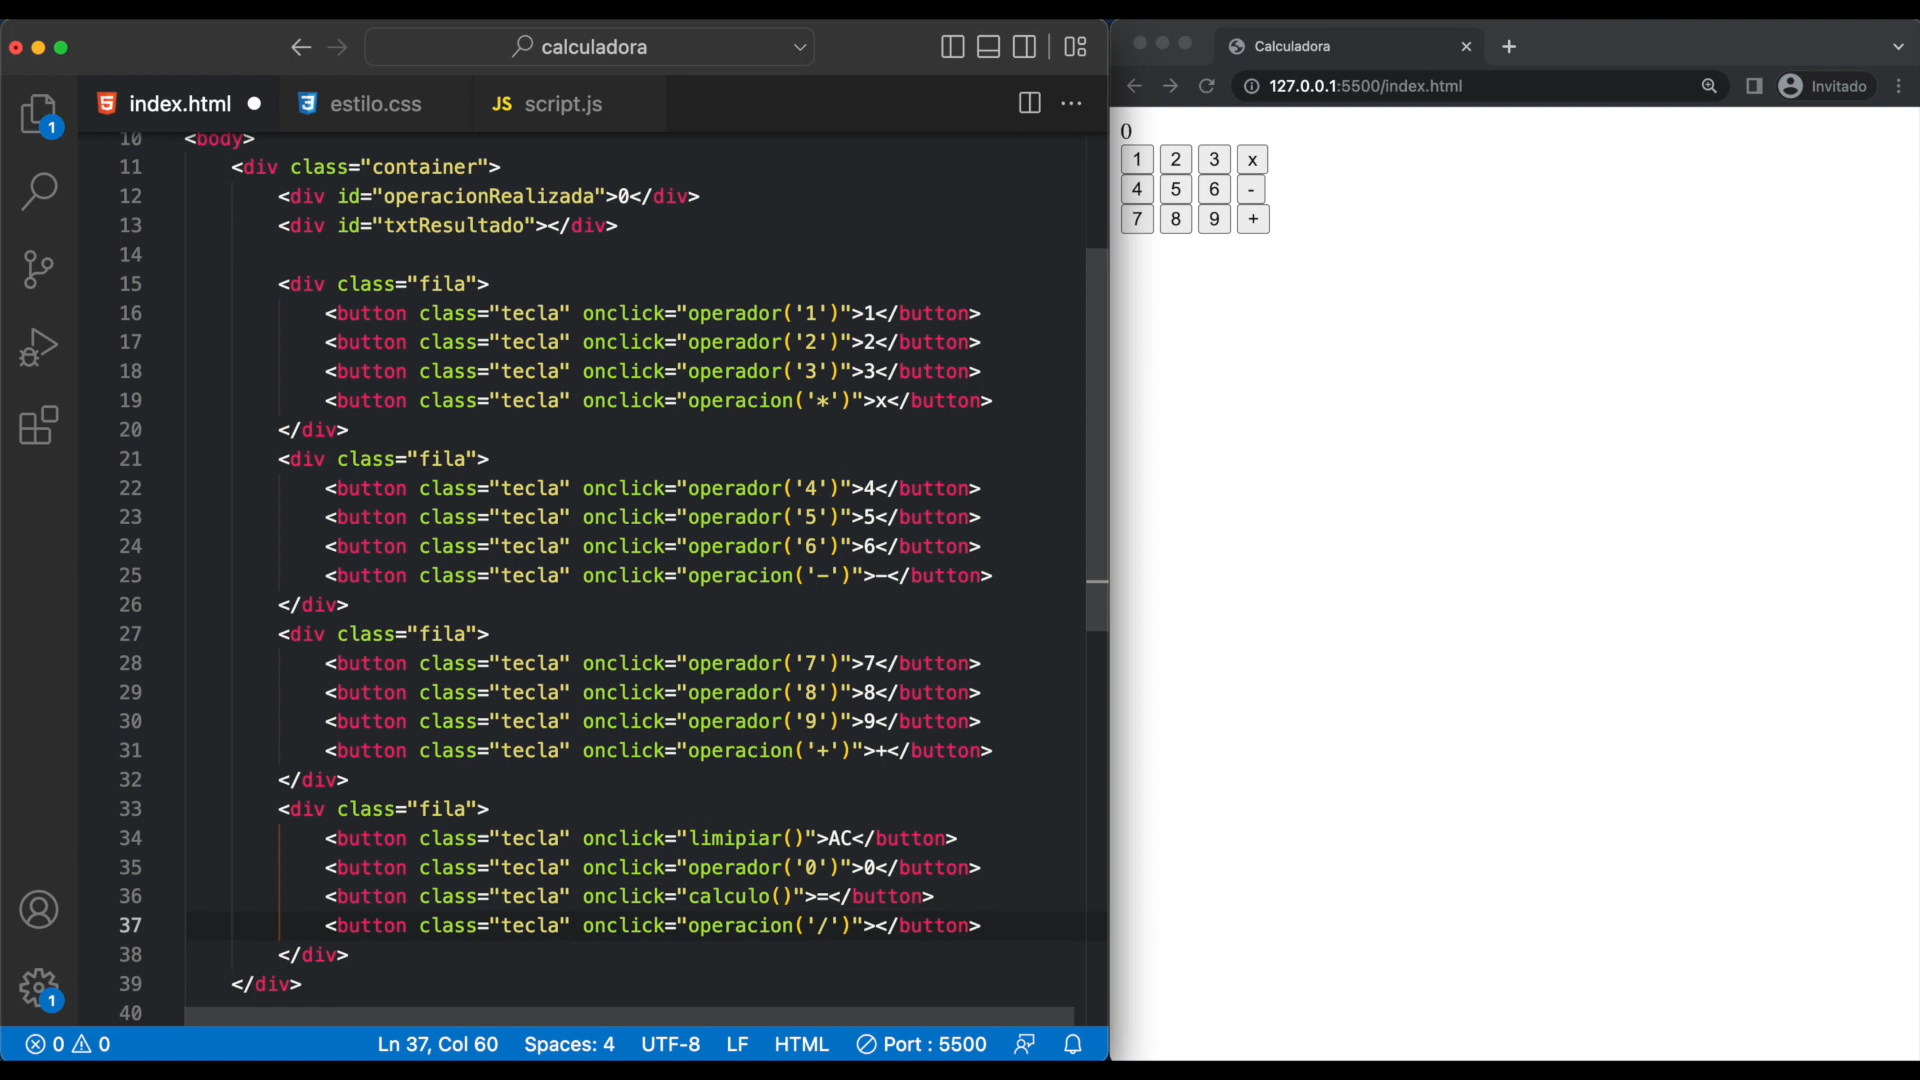 calculadora
index.html
estilo.css
JS script.js
10 <body>
11 <div class="container">
12 <div id="operacionRealizada">0</div>
13 <div id="txtResultado"></div>
14
15 <div class="fila">
16 <button class="tecla" onclick="operador('1')">1</button>
17 <button class="tecla" onclick="operador('2')">2</button>
18 <button class="tecla" onclick="operador('3')">3</button>
19 <button class="tecla" onclick="operacion('*')">x</button>
20 </div>
21 <div class="fila">
22 <button class="tecla" onclick="operador('4')">4</button>
23 <button class="tecla" onclick="operador('5')">5</button>
24 <button class="tecla" onclick="operador('6')">6</button>
25 <button class="tecla" onclick="operacion('-')">-</button>
26 </div>
27 <div class="fila">
28 <button class="tecla" onclick="operador('7')">7</button>
29 <button class="tecla" onclick="operador('8')">8</button>
30 <button class="tecla" onclick="operador('9')">9</button>
31 <button class="tecla" onclick="operacion('+')">+</button>
32 </div>
33 <div class="fila">
34 <button class="tecla" onclick="limipiar()">AC</button>
35 <button class="tecla" onclick="operador('0')">0</button>
36 <button class="tecla" onclick="calculo()">=</button>
37 <button class="tecla" onclick="operacion('/')"></button>
38 </div>
39 </div>
40
1
1
0 0 Ln 37, Col 60 Spaces: 4 UTF-8 LF HTML Port : 5500
Calculadora
127.0.0.1:5500/index.html Invitado
0
1 2 3 x
4 5 6 -
7 8 9 +